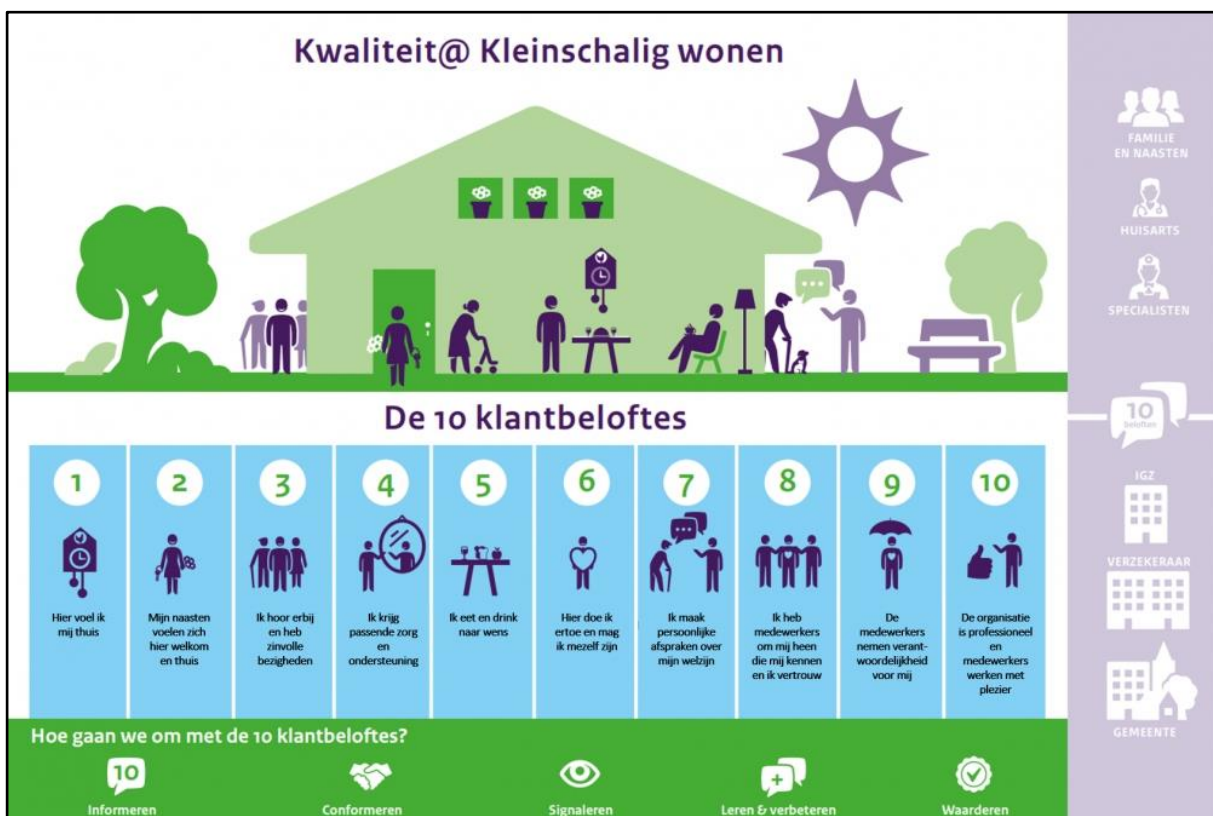 Kwaliteit@ Kleinschalig wonen
De 10 klantbeloftes
1
Hier voel ik
mij thuis
2
Mijn naasten
voelen zich
hier welkom
en thuis
3
Ik hoor erbij
en heb
zinvolle
bezigheden
4
Ik krijg
passende zorg
en
ondersteuning
5
Ik eet en drink
naar wens
6
Hier doe ik
ertoe en mag
ik mezelf zijn
7
Ik maak
persoonlijke
afspraken over
mijn welzijn
8
Ik heb
medewerkers
om mij heen
die mij kennen
en ik vertrouw
9
De
medewerkers
nemen verant-
woordelijkheid
voor mij
10
De organisatie
is professioneel
en
medewerkers
werken met
plezier
Hoe gaan we om met de 10 klantbeloftes?
10
Informeren
Conformeren
Signaleren
Leren & verbeteren
Waarderen
FAMILIE
EN NAASTEN
HUISARTS
SPECIALISTEN
10
beloften
IGZ
VERZEKERAAR
GEMEENTE